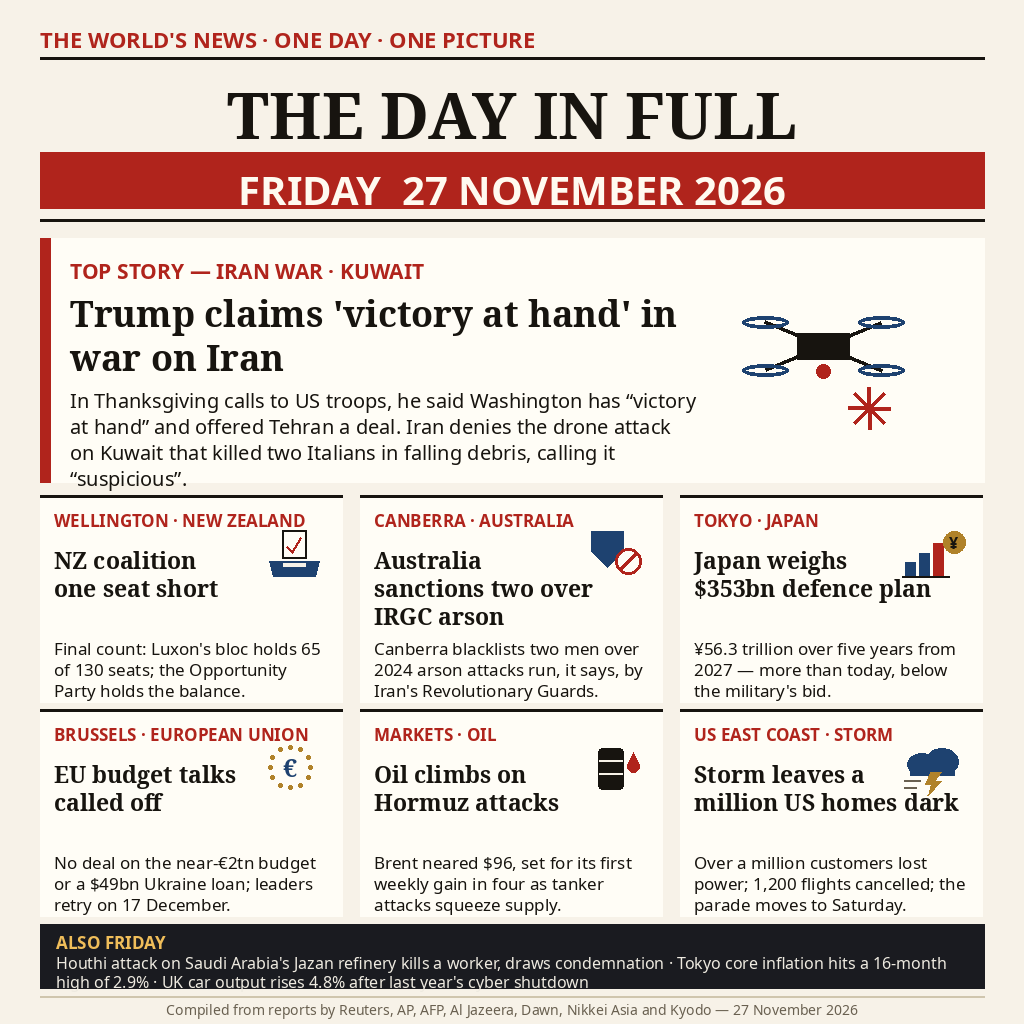 THE WORLD'S NEWS · ONE DAY · ONE PICTURE
THE DAY IN FULL
FRIDAY 27 NOVEMBER 2026
TOP STORY — IRAN WAR · KUWAIT
Trump claims 'victory at hand' in
war on Iran
In Thanksgiving calls to US troops, he said Washington has “victory
at hand” and offered Tehran a deal. Iran denies the drone attack
on Kuwait that killed two Italians in falling debris, calling it
“suspicious”.
WELLINGTON · NEW ZEALAND
NZ coalition
one seat short
Final count: Luxon's bloc holds 65
of 130 seats; the Opportunity
Party holds the balance.
CANBERRA · AUSTRALIA
Australia
sanctions two over
IRGC arson
Canberra blacklists two men over
2024 arson attacks run, it says, by
Iran's Revolutionary Guards.
TOKYO · JAPAN
¥
Japan weighs
$353bn defence plan
¥56.3 trillion over five years from
2027 — more than today, below
the military's bid.
BRUSSELS · EUROPEAN UNION
€
EU budget talks
called off
No deal on the near-€2tn budget
or a $49bn Ukraine loan; leaders
retry on 17 December.
MARKETS · OIL
Oil climbs on
Hormuz attacks
Brent neared $96, set for its first
weekly gain in four as tanker
attacks squeeze supply.
US EAST COAST · STORM
Storm leaves a
million US homes dark
Over a million customers lost
power; 1,200 flights cancelled; the
parade moves to Saturday.
ALSO FRIDAY
Houthi attack on Saudi Arabia's Jazan refinery kills a worker, draws condemnation · Tokyo core inflation hits a 16-month
high of 2.9% · UK car output rises 4.8% after last year's cyber shutdown
Compiled from reports by Reuters, AP, AFP, Al Jazeera, Dawn, Nikkei Asia and Kyodo — 27 November 2026